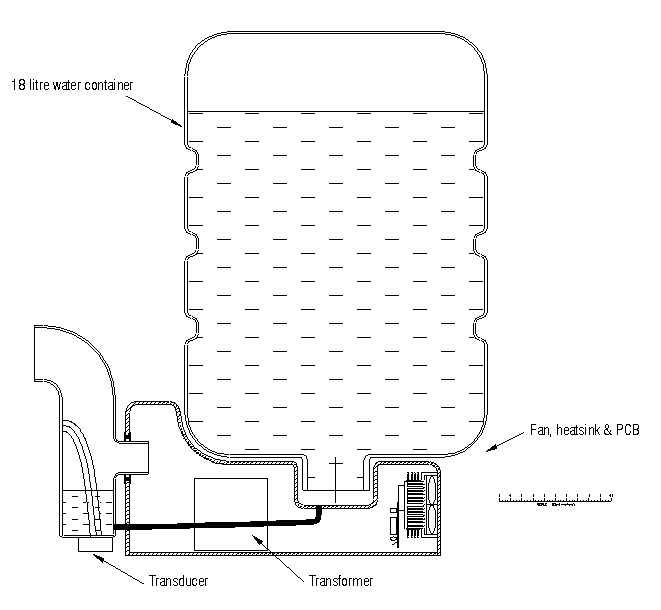 18 litre water container
Fan, heatsink & PCB
Transducer
Transformer